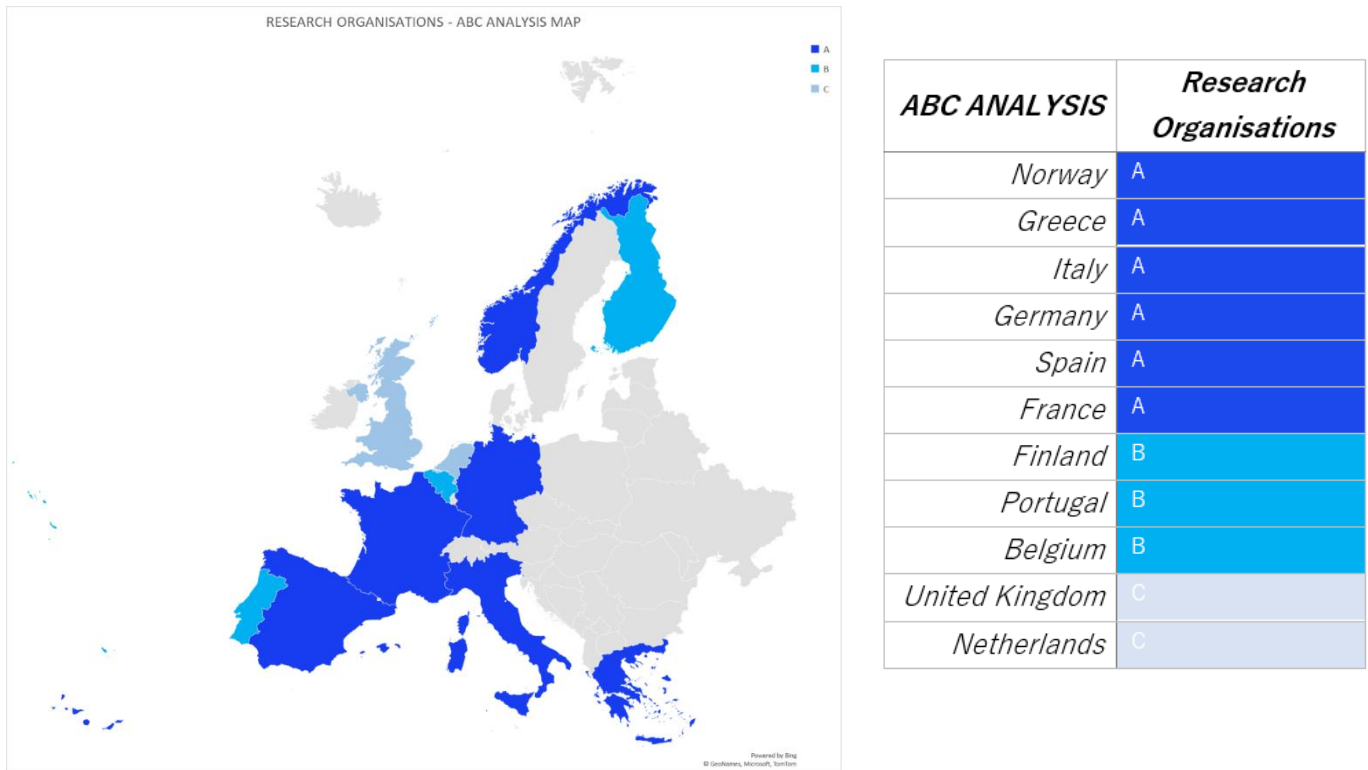 RESEARCH ORGANISATIONS - ABC ANALYSIS MAP
A
B
C
Powered by Bing
© GeoNames, Microsoft, TomTom
ABC ANALYSIS
Research
Organisations
Norway A
Greece A
Italy A
Germany A
Spain A
France A
Finland B
Portugal B
Belgium B
United Kingdom C
Netherlands C